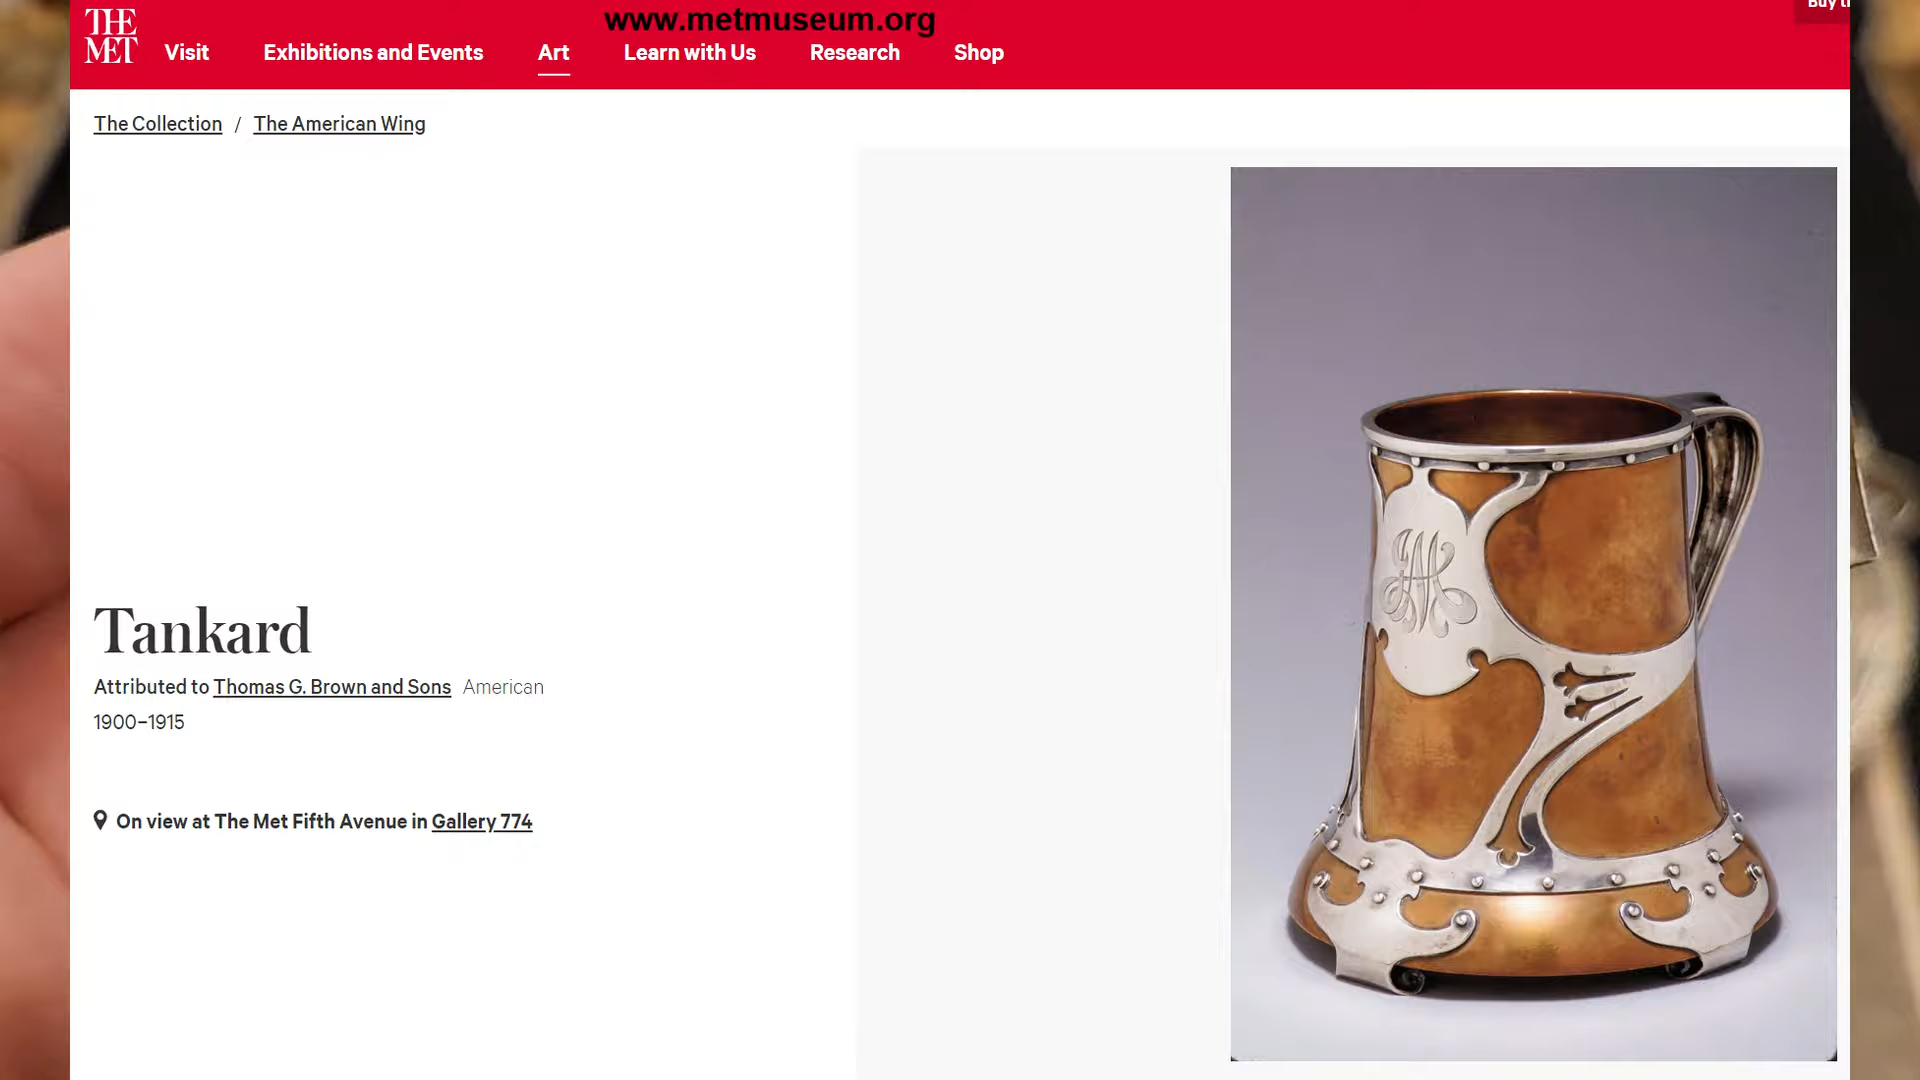 www.metmuseum.org
THE
MET
Visit
Exhibitions and Events
Art
Learn with Us
Research
Shop
The Collection / The American Wing
Tankard
Attributed to Thomas G. Brown and Sons American
1900–1915
On view at The Met Fifth Avenue in Gallery 774